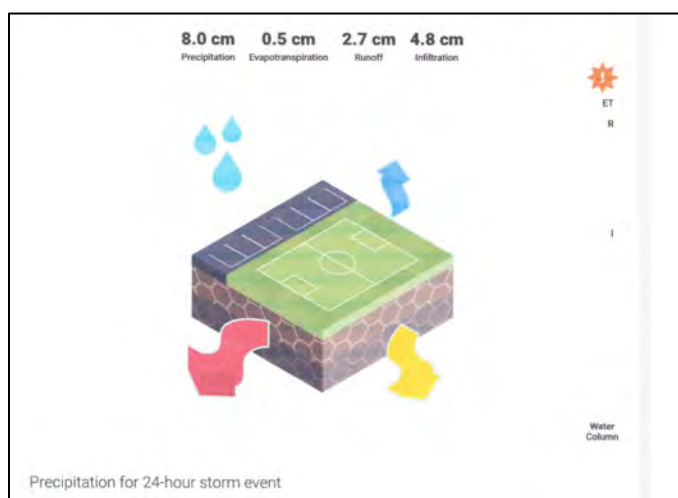 8.0 cm 0.5 cm 2.7 cm 4.8 cm
Precipitation Evapotranspiration Runoff Infiltration
!
ET
R
I
Water
Column
Precipitation for 24-hour storm event